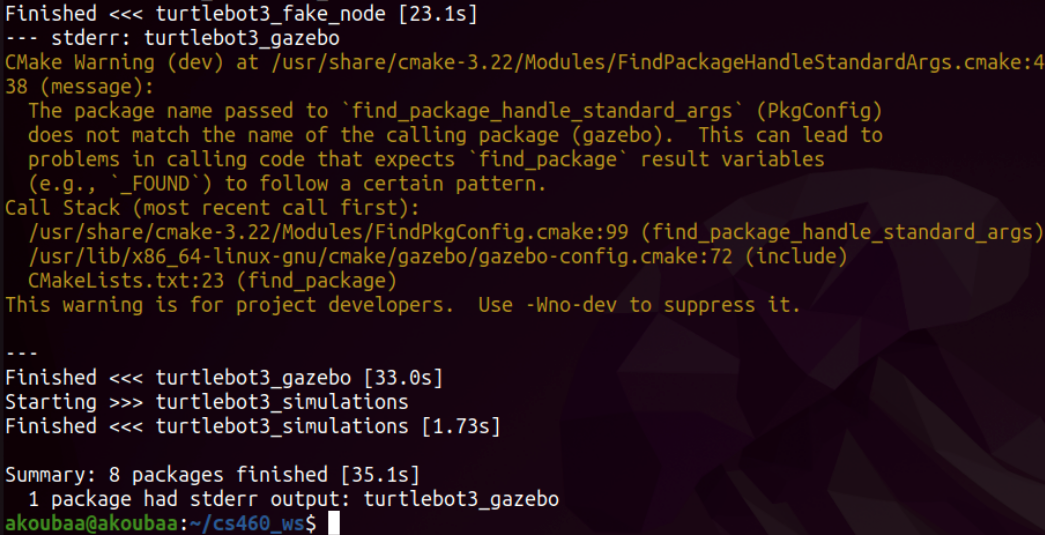 Finished <<< turtlebot3_fake_node [23.1s]
--- stderr: turtlebot3_gazebo
CMake Warning (dev) at /usr/share/cmake-3.22/Modules/FindPackageHandleStandardArgs.cmake:4
38 (message):
  The package name passed to `find_package_handle_standard_args` (PkgConfig)
  does not match the name of the calling package (gazebo).  This can lead to
  problems in calling code that expects `find_package` result variables
  (e.g., `_FOUND`) to follow a certain pattern.
Call Stack (most recent call first):
  /usr/share/cmake-3.22/Modules/FindPkgConfig.cmake:99 (find_package_handle_standard_args)
  /usr/lib/x86_64-linux-gnu/cmake/gazebo/gazebo-config.cmake:72 (include)
  CMakeLists.txt:23 (find_package)
This warning is for project developers.  Use -Wno-dev to suppress it.

---
Finished <<< turtlebot3_gazebo [33.0s]
Starting >>> turtlebot3_simulations
Finished <<< turtlebot3_simulations [1.73s]

Summary: 8 packages finished [35.1s]
  1 package had stderr output: turtlebot3_gazebo
akoubaa@akoubaa:~/cs460_ws$